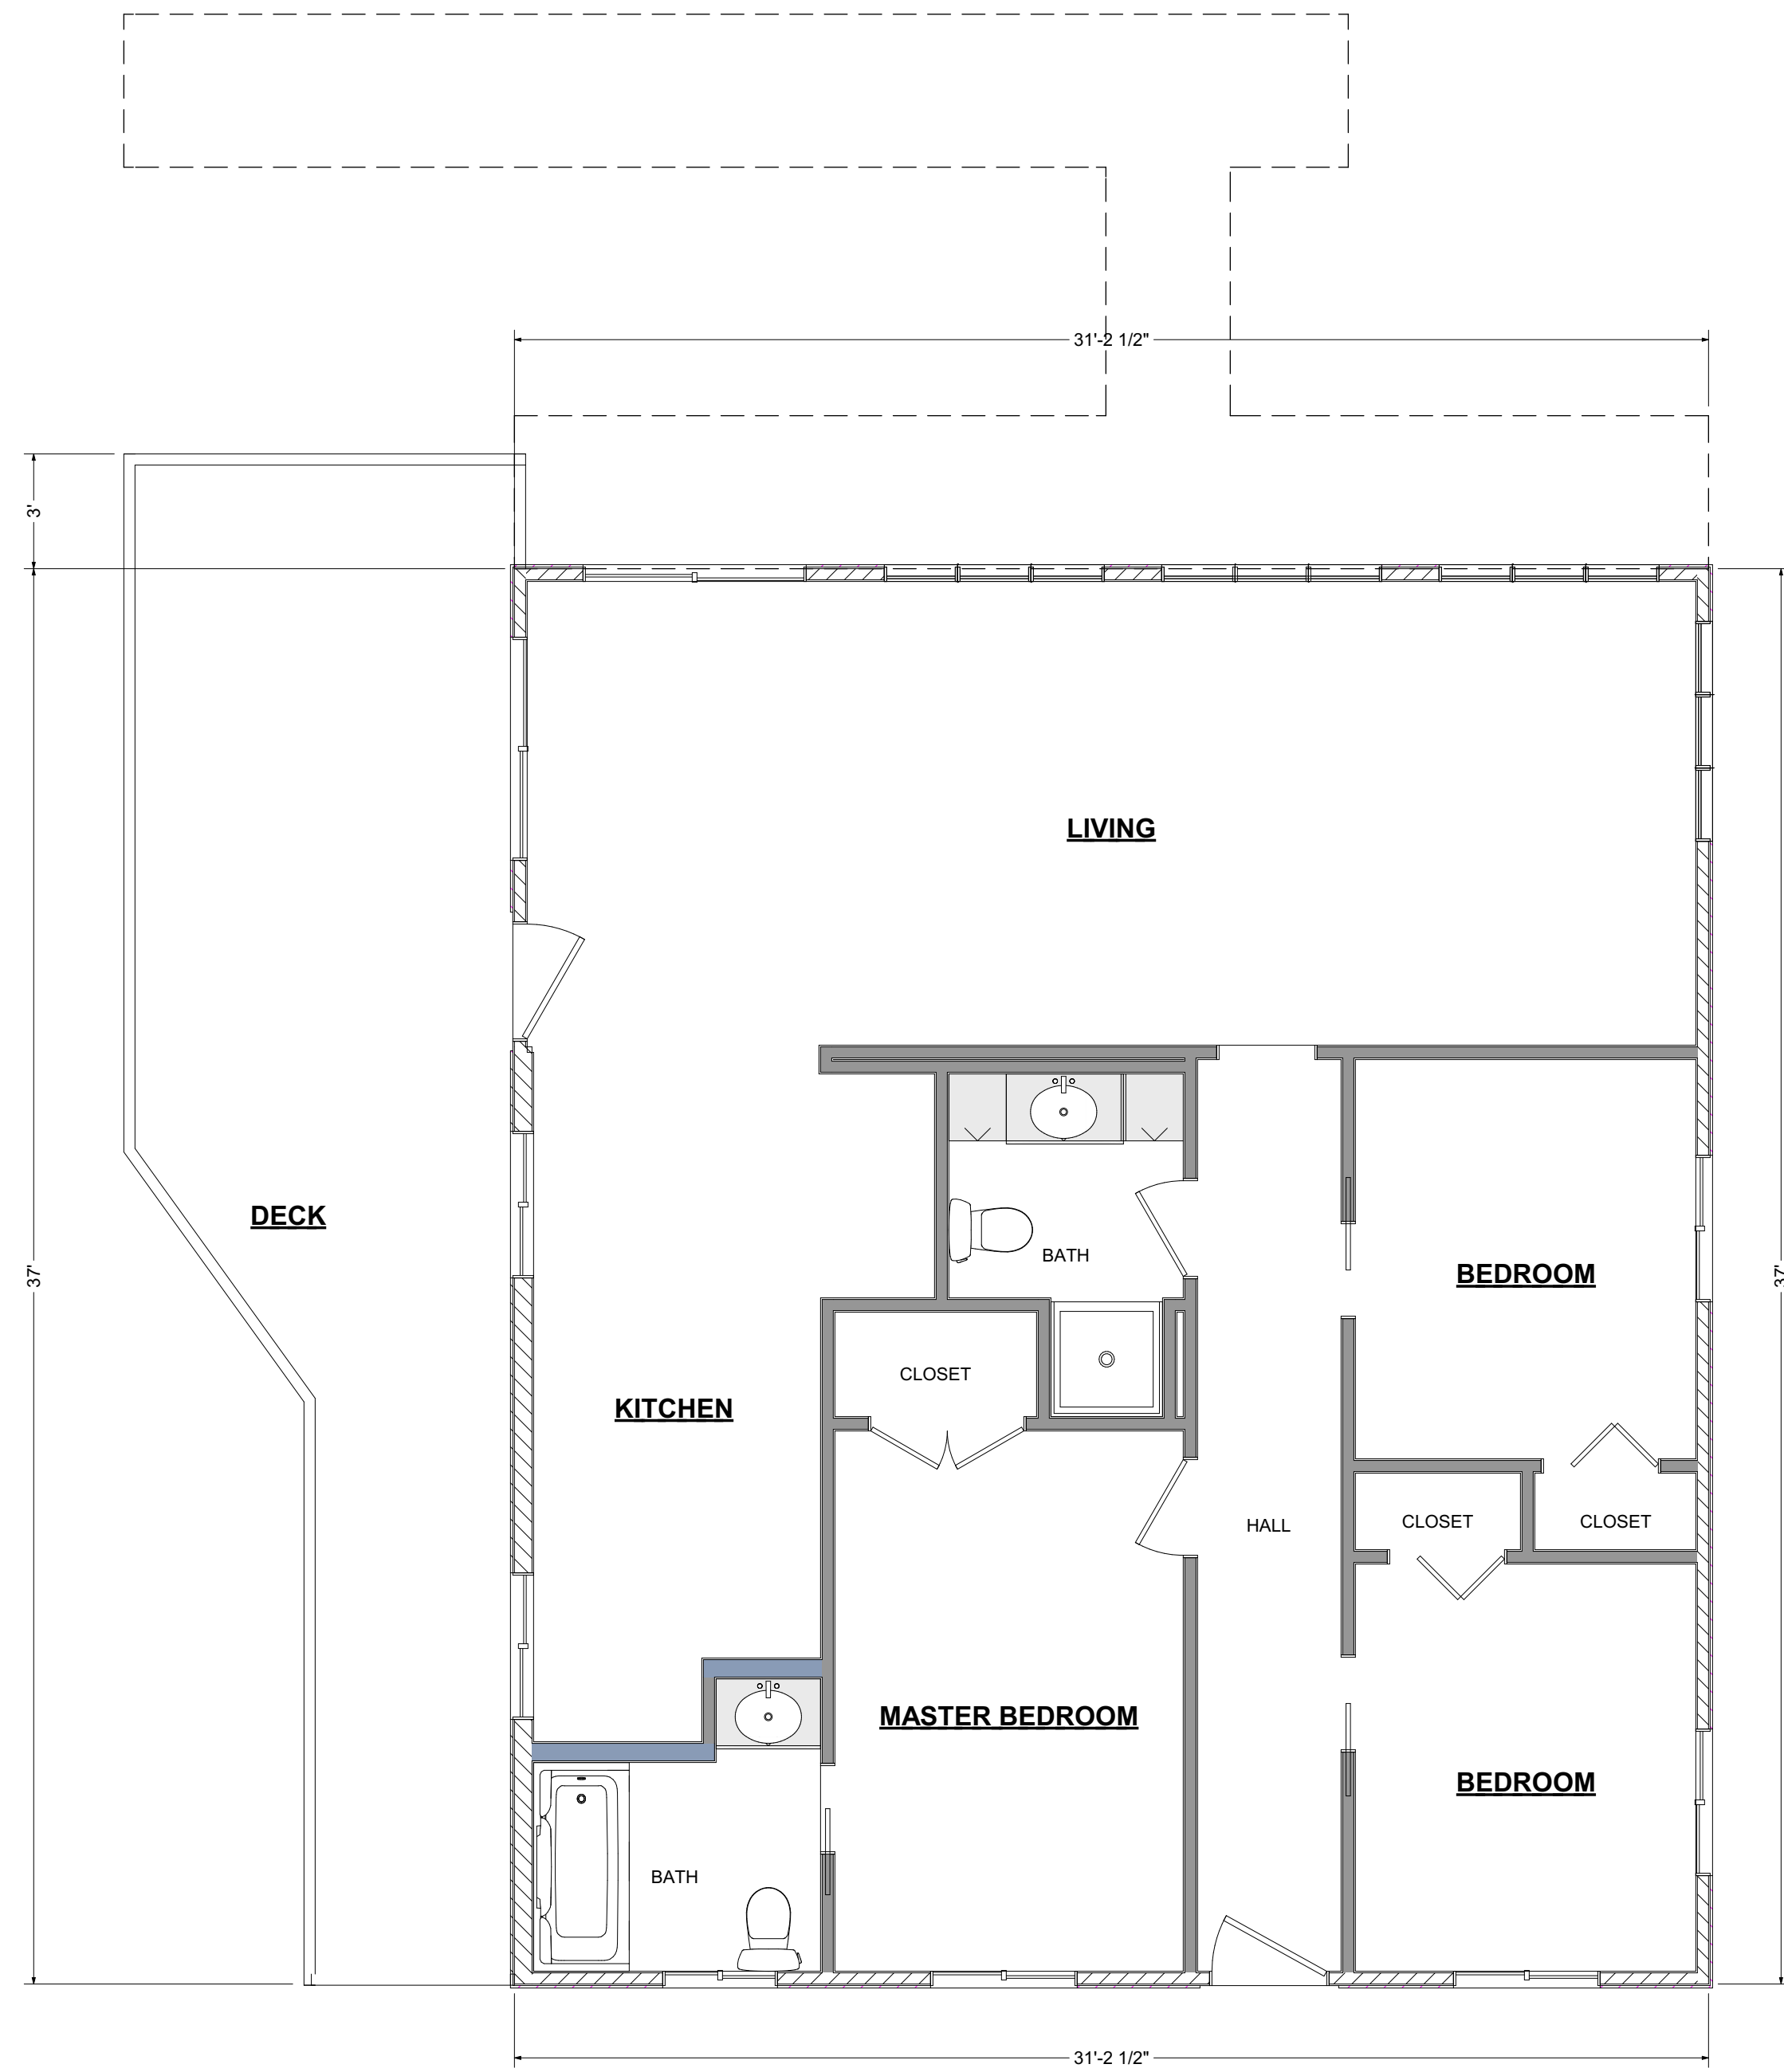 31'-2 1/2"
3'
LIVING
DECK
BATH
BEDROOM
37'
37'
CLOSET
KITCHEN
HALL
CLOSET
CLOSET
MASTER BEDROOM
BEDROOM
BATH
31'-2 1/2"